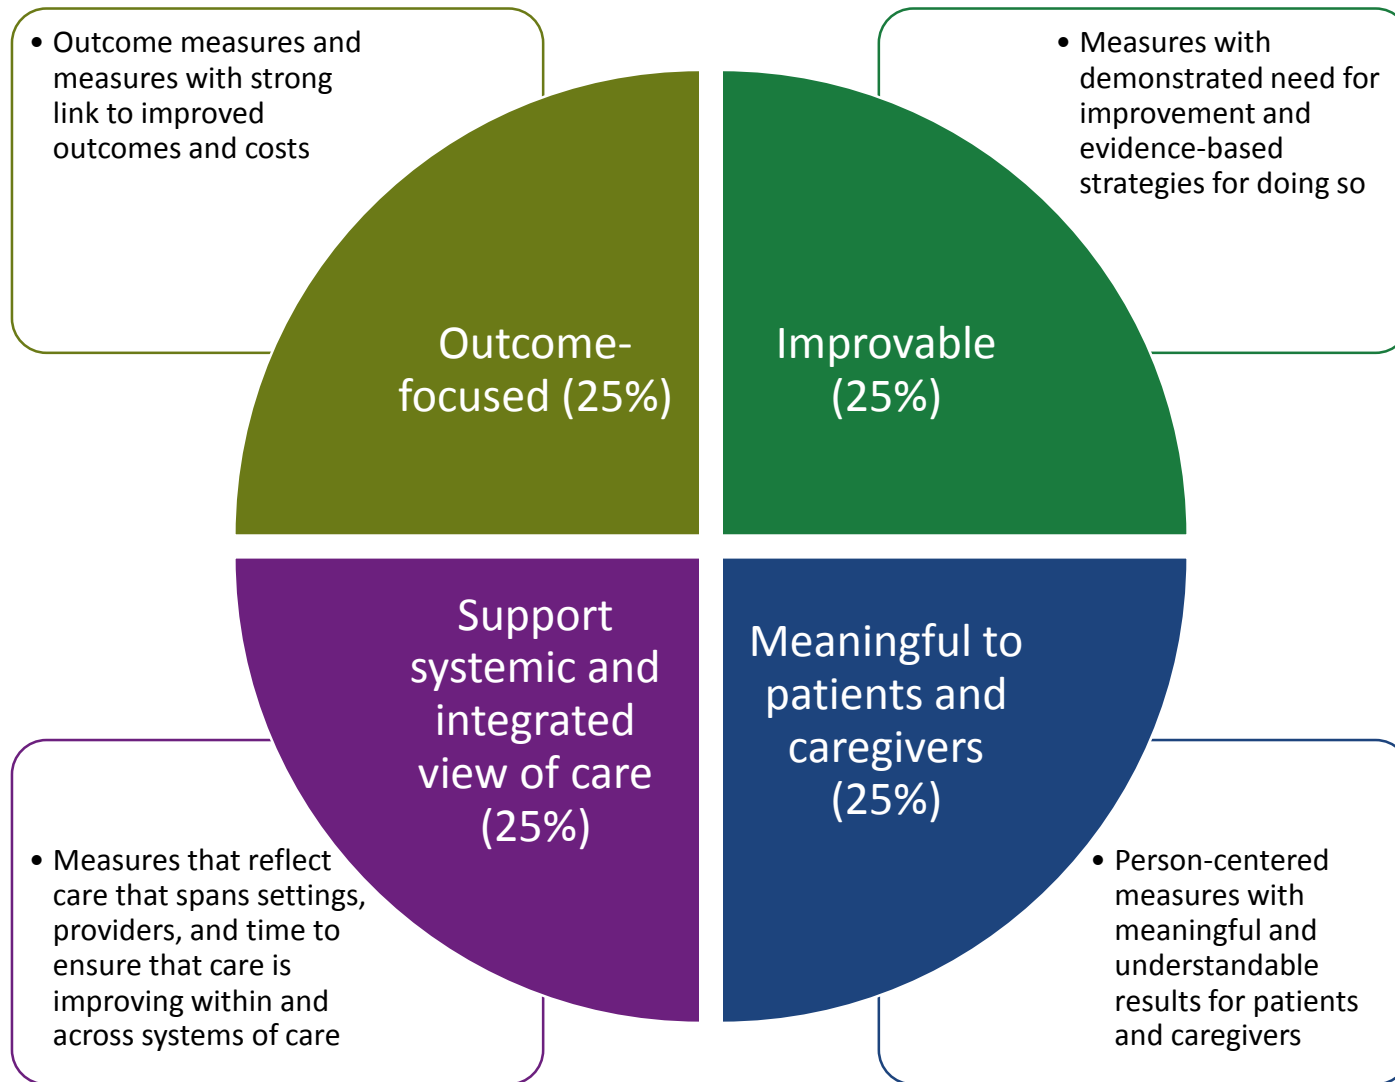 • Outcome measures and
measures with strong
link to improved
outcomes and costs
• Measures with
demonstrated need for
improvement and
evidence-based
strategies for doing so
Outcome-
focused (25%)
Improvable
(25%)
Support
systemic and
integrated
view of care
(25%)
Meaningful to
patients and
caregivers
(25%)
• Measures that reflect
care that spans settings,
providers, and time to
ensure that care is
improving within and
across systems of care
• Person-centered
measures with
meaningful and
understandable
results for patients
and caregivers